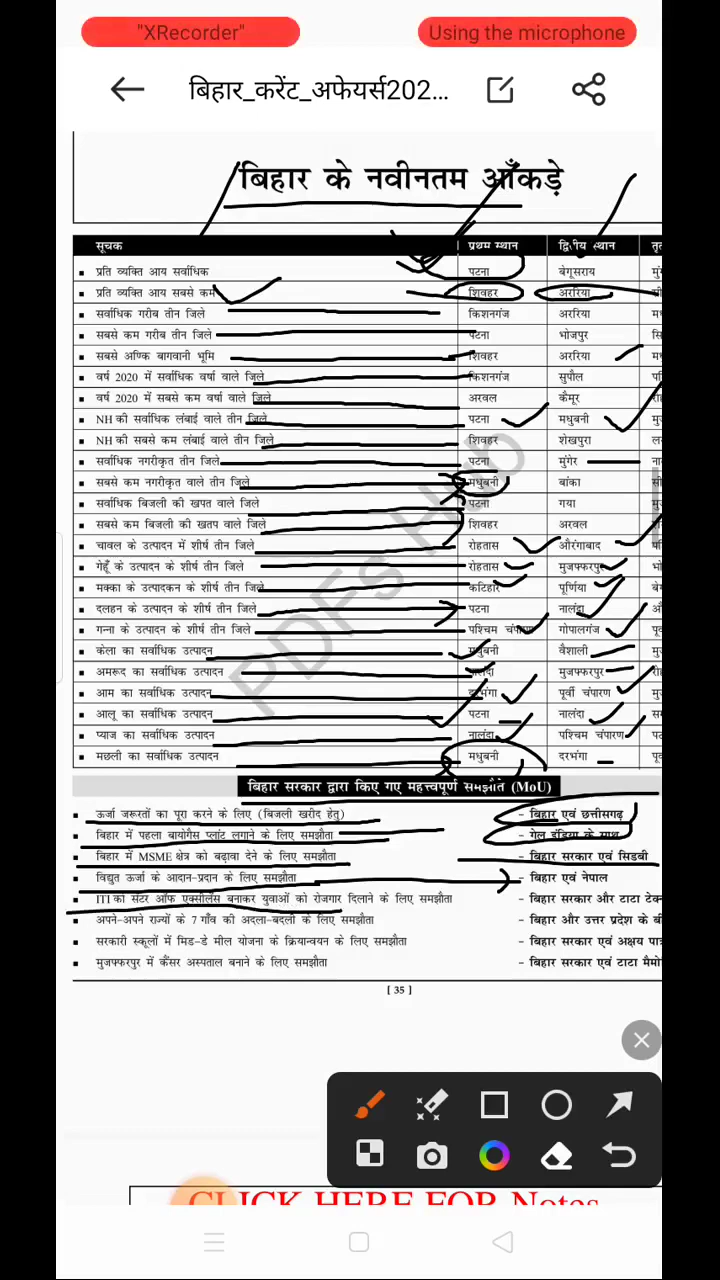 "XRecorder" Using the microphone
बिहार_करेंट_अफेयर्स202...
बिहार के नवीनतम आँकड़े
सूचक प्रथम स्थान द्वितीय स्थान तृ
प्रति व्यक्ति आय सर्वाधिक पटना बेगूसराय मुं
प्रति व्यक्ति आय सबसे कम शिवहर अररिया
सर्वाधिक गरीब तीन जिले किशनगंज अररिया म
सबसे कम गरीब तीन जिले पटना भोजपुर सि
सबसे अण्कि बागवानी भूमि शिवहर अररिया म
वर्ष 2020 में सर्वाधिक वर्षा वाले जिले किशनगंज सुपौल प
वर्ष 2020 में सबसे कम वर्षा वाले जिले अरवल कैमूर रो
NH की सर्वाधिक लंबाई वाले तीन जिले पटना मधुबनी मु
NH की सबसे कम लंबाई वाले तीन जिले शिवहर शेखपुरा ल
सर्वाधिक नगरीकृत तीन जिले पटना मुंगेर ना
सबसे कम नगरीकृत वाले तीन जिले मधुबनी बांका
सर्वाधिक बिजली की खपत वाले जिले पटना गया मु
सबसे कम बिजली की खतप वाले जिले शिवहर अरवल
चावल के उत्पादन में शीर्ष तीन जिले रोहतास औरंगाबाद प
गेहूँ के उत्पादन के शीर्ष तीन जिले रोहतास मुजफ्फरपुर भो
मक्का के उत्पादकन के शीर्ष तीन जिले कटिहार पूर्णिया बे
दलहन के उत्पादन के शीर्ष तीन जिले पटना नालंदा औ
गन्ना के उत्पादन के शीर्ष तीन जिले पश्चिम चंपारण गोपालगंज पू
केला का सर्वाधिक उत्पादन मधुबनी वैशाली मु
अमरूद का सर्वाधिक उत्पादन नालंदा मुजफ्फरपुर रो
आम का सर्वाधिक उत्पादन दरभंगा पूर्वी चंपारण मु
आलू का सर्वाधिक उत्पादन पटना नालंदा स
प्याज का सर्वाधिक उत्पादन नालंदा पश्चिम चंपारण प
मछली का सर्वाधिक उत्पादन मधुबनी दरभंगा पू
बिहार सरकार द्वारा किए गए महत्त्वपूर्ण समझौते (MoU)
ऊर्जा जरूरतों का पूरा करने के लिए (बिजली खरीद हेतु) - बिहार एवं छत्तीसगढ़
बिहार में पहला बायोगैस प्लांट लगाने के लिए समझौता - गेल इंडिया के साथ
बिहार में MSME क्षेत्र को बढ़ावा देने के लिए समझौता - बिहार सरकार एवं सिडबी
विद्युत ऊर्जा के आदान-प्रदान के लिए समझौता - बिहार एवं नेपाल
ITI को सेंटर ऑफ एक्सीलेंस बनाकर युवाओं को रोजगार दिलाने के लिए समझौता - बिहार सरकार और टाटा टेक्न
अपने-अपने राज्यों के 7 गाँव की अदला-बदली के लिए समझौता - बिहार और उत्तर प्रदेश के बी
सरकारी स्कूलों में मिड-डे मील योजना के क्रियान्वयन के लिए समझौता - बिहार सरकार एवं अक्षय पा
मुजफ्फरपुर में कैंसर अस्पताल बनाने के लिए समझौता - बिहार सरकार एवं टाटा मैमो
[ 35 ]
PDFs Hub
CLICK HERE FOR Notes